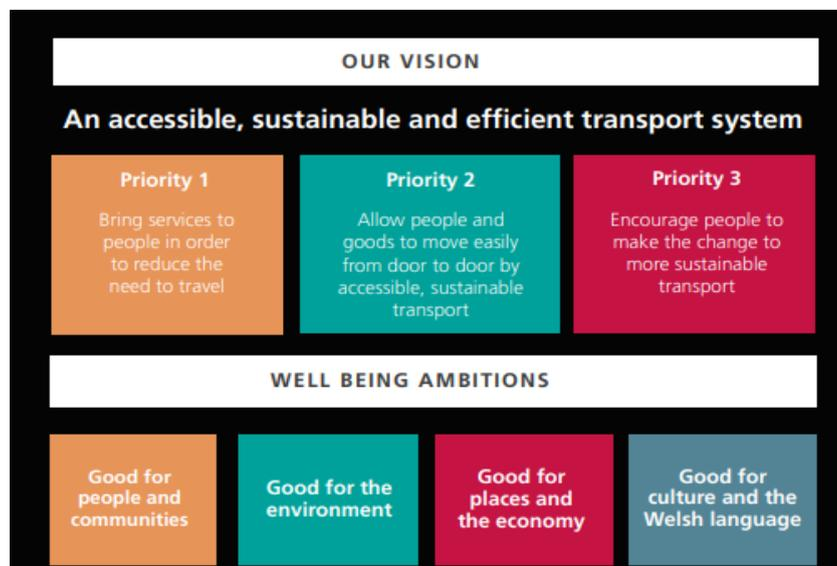 OUR VISION
An accessible, sustainable and efficient transport system
Priority 1
Bring services to
people in order
to reduce the
need to travel
Priority 2
Allow people and
goods to move easily
from door to door by
accessible, sustainable
transport
Priority 3
Encourage people to
make the change to
more sustainable
transport
WELL BEING AMBITIONS
Good for
people and
communities
Good for the
environment
Good for
places and
the economy
Good for
culture and the
Welsh language